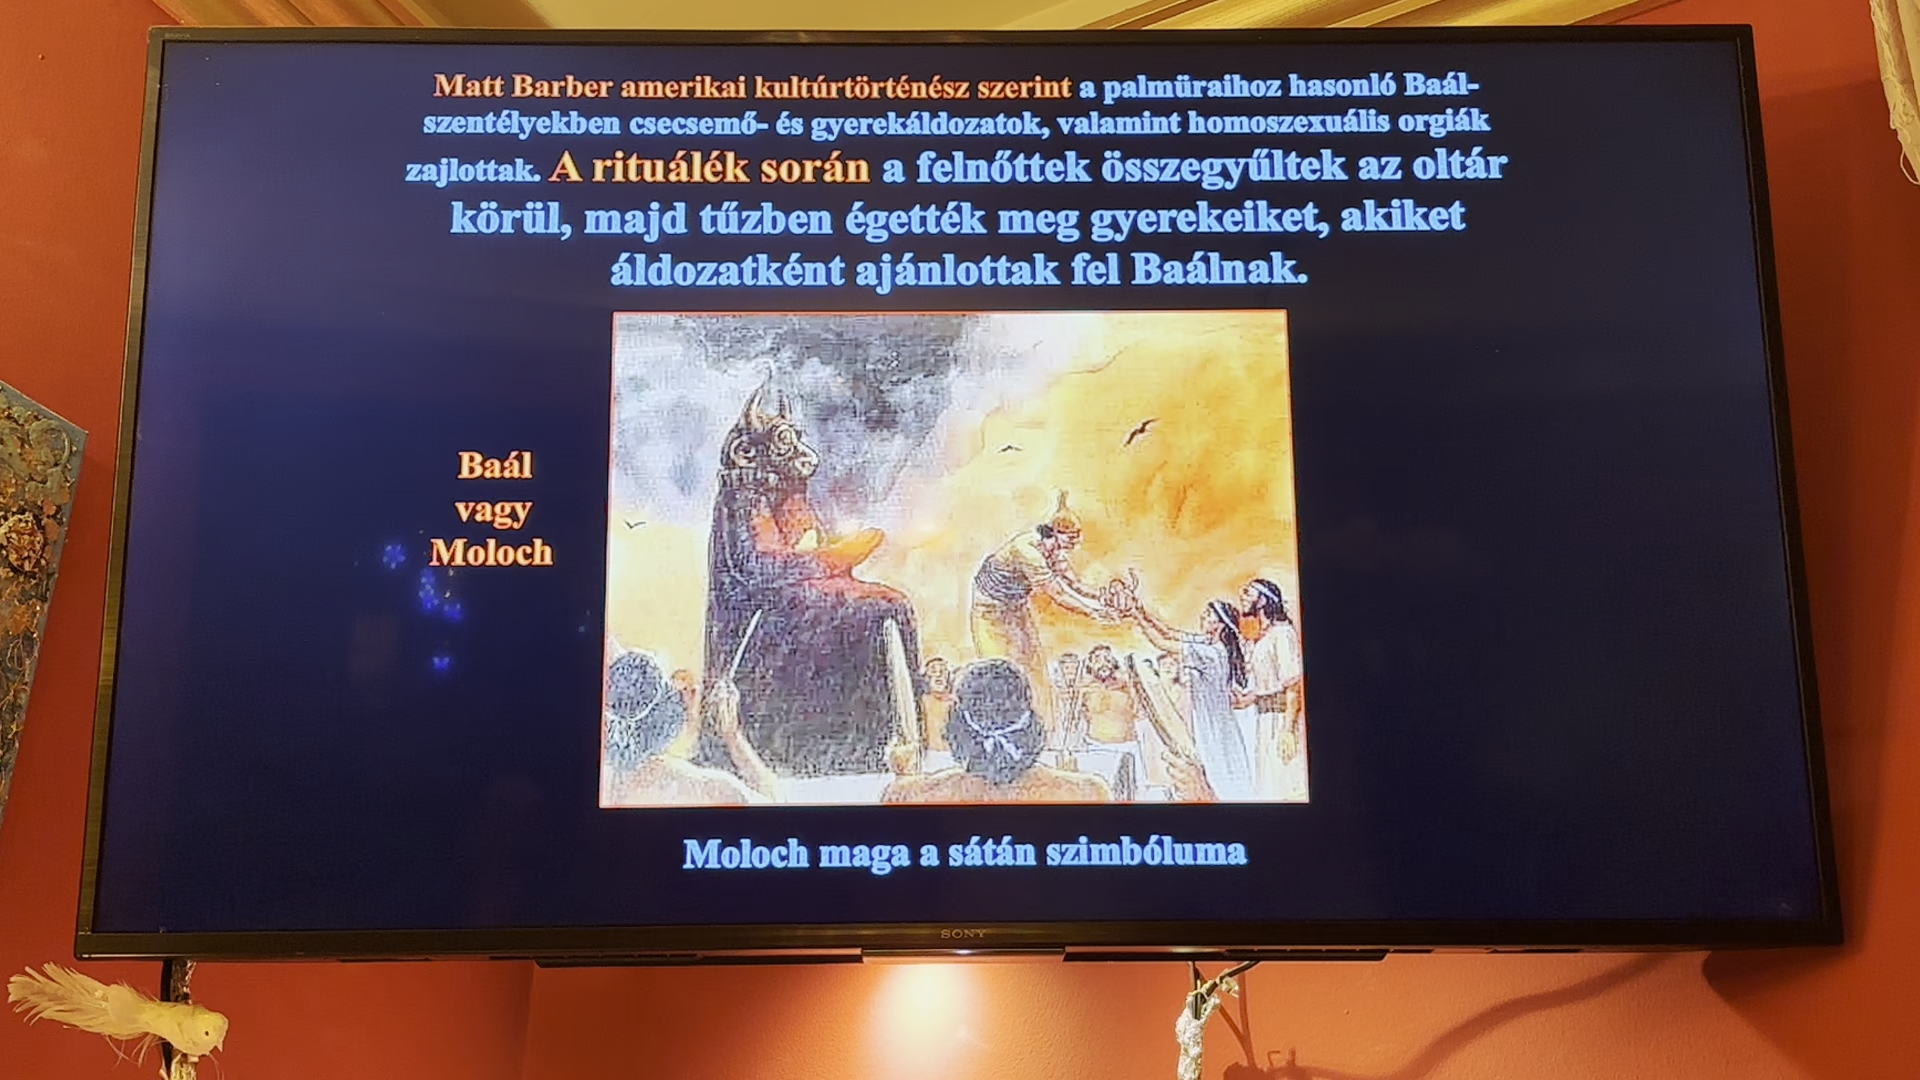 Matt Barber amerikai kultúrtörténész szerint a palmüraihoz hasonló Baál-
szentélyekben csecsemő- és gyerekáldozatok, valamint homoszexuális orgiák
zajlottak. A rituálék során a felnőttek összegyűltek az oltár
körül, majd tűzben égették meg gyerekeiket, akiket
áldozatként ajánlottak fel Baálnak.
Baál
vagy
Moloch
Moloch maga a sátán szimbóluma
SONY